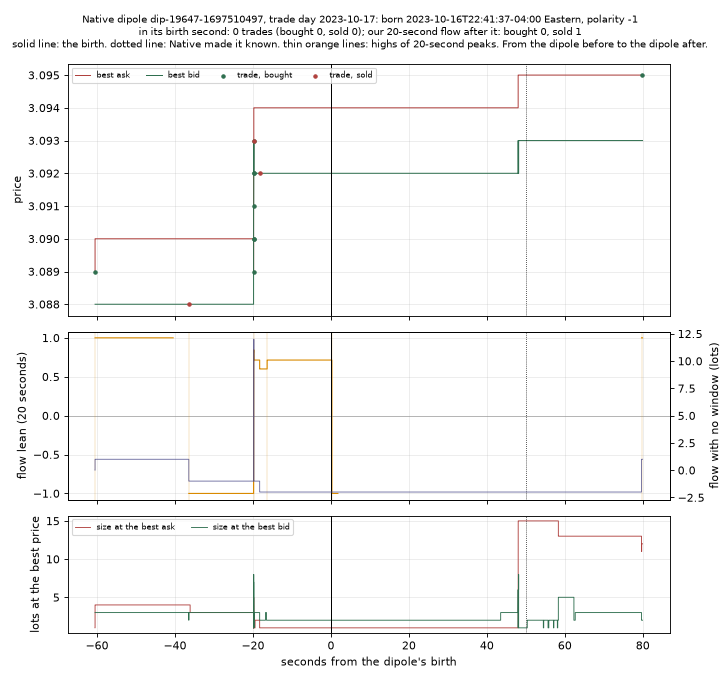 Native dipole dip-19647-1697510497, trade day 2023-10-17: born 2023-10-16T22:41:37-04:00 Eastern, polarity -1
in its birth second: 0 trades (bought 0, sold 0); our 20-second flow after it: bought 0, sold 1
solid line: the birth. dotted line: Native made it known. thin orange lines: highs of 20-second peaks. From the dipole before to the dipole after.
best ask
best bid
trade, bought
trade, sold
3.095
3.094
3.093
3.092
3.091
3.090
3.089
3.088
price
1.0
0.5
0.0
−0.5
−1.0
flow lean (20 seconds)
12.5
10.0
7.5
5.0
2.5
0.0
−2.5
flow with no window (lots)
size at the best ask
size at the best bid
15
10
5
lots at the best price
−60
−40
−20
0
20
40
60
80
seconds from the dipole's birth